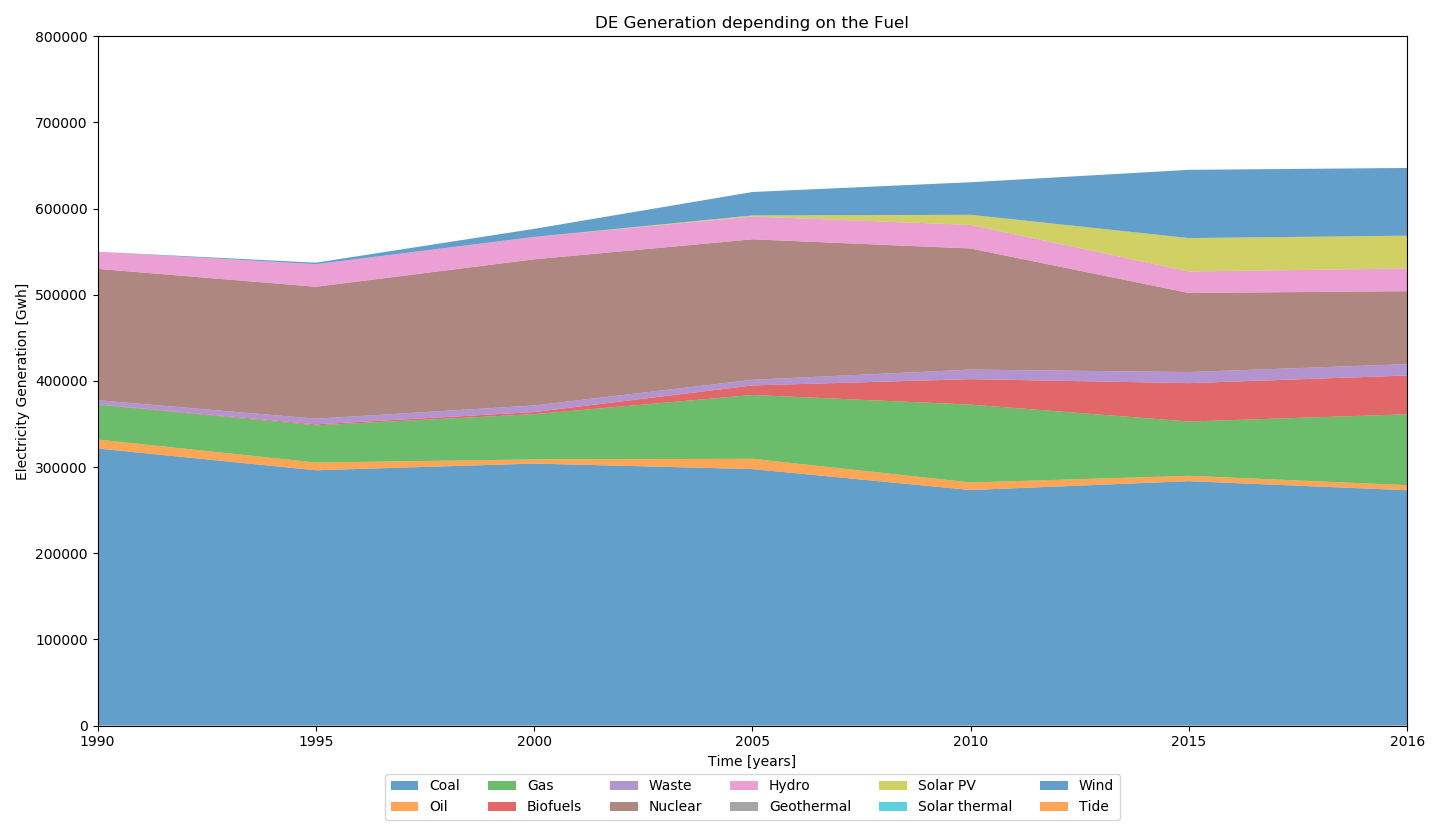 DE Generation depending on the Fuel
800000
700000
600000
500000
400000
300000
200000
100000
0
Electricity Generation [Gwh]
1990 1995 2000 2005 2010 2015 2016
Time [years]
Coal Gas Waste Hydro Solar PV Wind
Oil Biofuels Nuclear Geothermal Solar thermal Tide